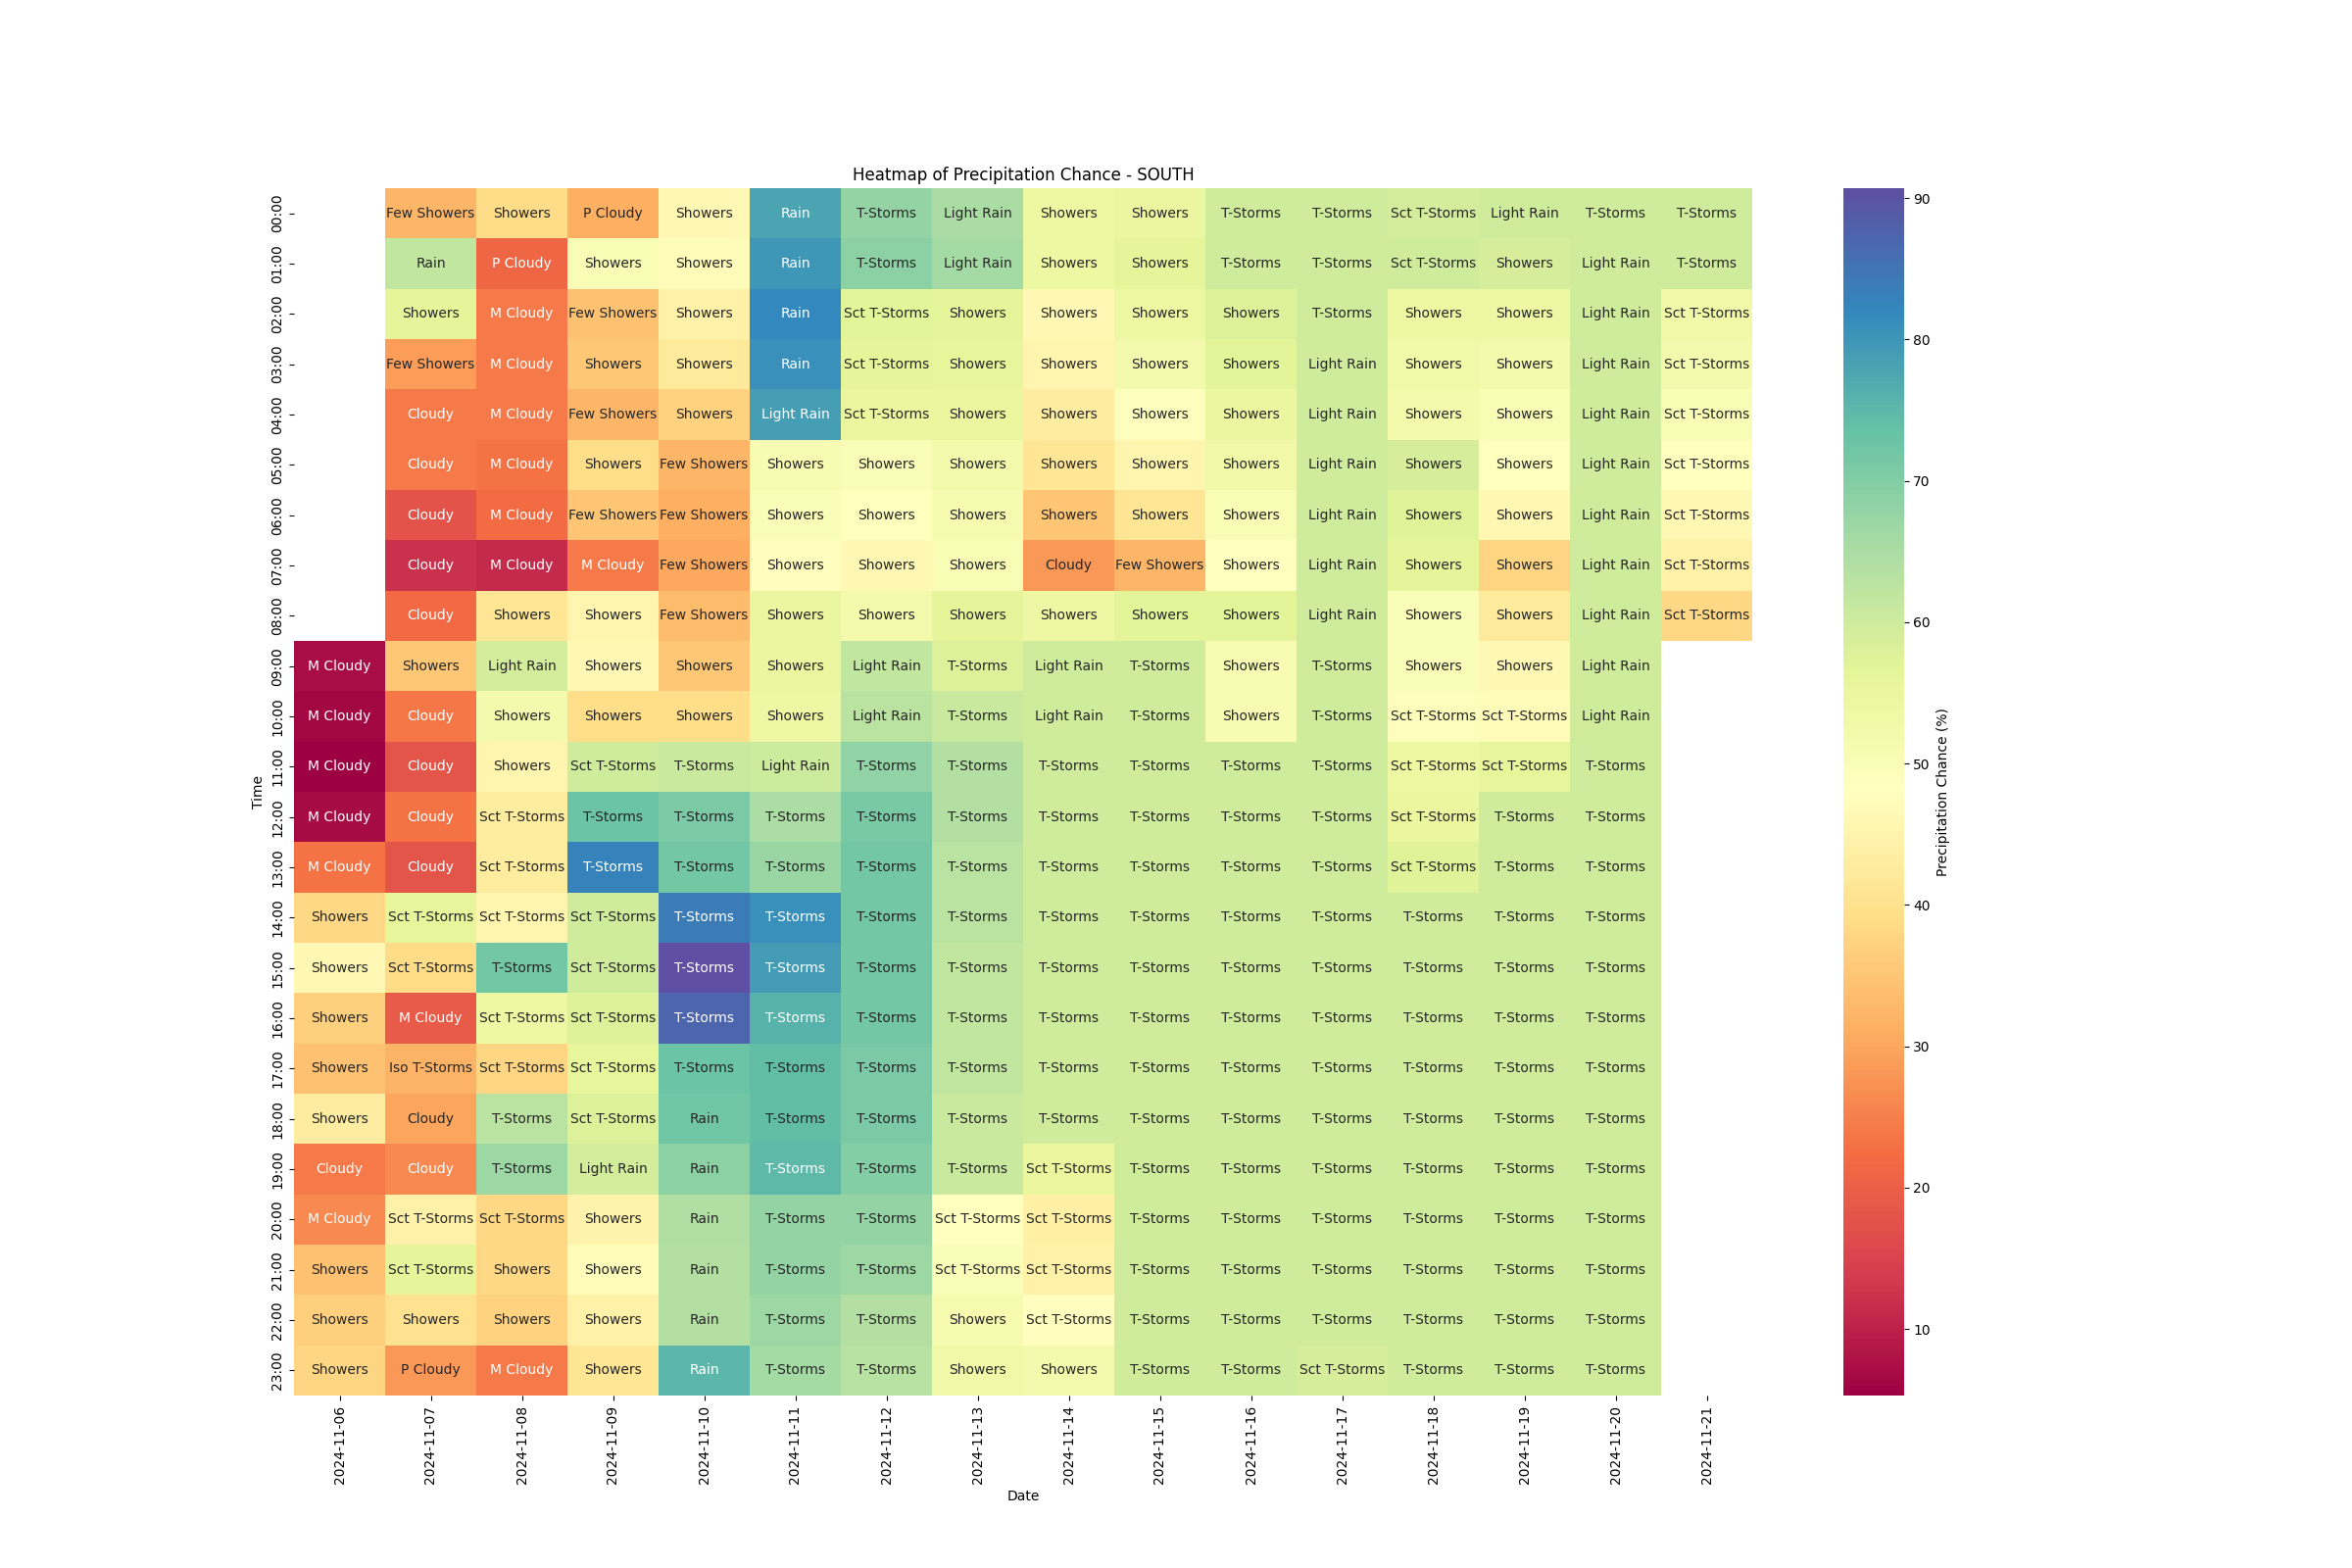 Heatmap of Precipitation Chance - SOUTH
00:00 Few Showers Showers P Cloudy Showers Rain T-Storms Light Rain Showers Showers T-Storms T-Storms Sct T-Storms Light Rain T-Storms T-Storms
01:00 Rain P Cloudy Showers Showers Rain T-Storms Light Rain Showers Showers T-Storms T-Storms Sct T-Storms Showers Light Rain T-Storms
02:00 Showers M Cloudy Few Showers Showers Rain Sct T-Storms Showers Showers Showers Showers T-Storms Showers Showers Light Rain Sct T-Storms
03:00 Few Showers M Cloudy Showers Showers Rain Sct T-Storms Showers Showers Showers Showers Light Rain Showers Showers Light Rain Sct T-Storms
04:00 Cloudy M Cloudy Few Showers Showers Light Rain Sct T-Storms Showers Showers Showers Showers Light Rain Showers Showers Light Rain Sct T-Storms
05:00 Cloudy M Cloudy Showers Few Showers Showers Showers Showers Showers Showers Showers Light Rain Showers Showers Light Rain Sct T-Storms
06:00 Cloudy M Cloudy Few Showers Few Showers Showers Showers Showers Showers Showers Showers Light Rain Showers Showers Light Rain Sct T-Storms
07:00 Cloudy M Cloudy M Cloudy Few Showers Showers Showers Showers Cloudy Few Showers Showers Light Rain Showers Showers Light Rain Sct T-Storms
08:00 Cloudy Showers Showers Few Showers Showers Showers Showers Showers Showers Showers Light Rain Showers Showers Light Rain Sct T-Storms
09:00 M Cloudy Showers Light Rain Showers Showers Showers Light Rain T-Storms Light Rain T-Storms Showers T-Storms Showers Showers Light Rain
10:00 M Cloudy Cloudy Showers Showers Showers Showers Light Rain T-Storms Light Rain T-Storms Showers T-Storms Sct T-Storms Sct T-Storms Light Rain
11:00 M Cloudy Cloudy Showers Sct T-Storms T-Storms Light Rain T-Storms T-Storms T-Storms T-Storms T-Storms T-Storms Sct T-Storms Sct T-Storms T-Storms
12:00 M Cloudy Cloudy Sct T-Storms T-Storms T-Storms T-Storms T-Storms T-Storms T-Storms T-Storms T-Storms T-Storms Sct T-Storms T-Storms T-Storms
13:00 M Cloudy Cloudy Sct T-Storms T-Storms T-Storms T-Storms T-Storms T-Storms T-Storms T-Storms T-Storms T-Storms Sct T-Storms T-Storms T-Storms
14:00 Showers Sct T-Storms Sct T-Storms Sct T-Storms T-Storms T-Storms T-Storms T-Storms T-Storms T-Storms T-Storms T-Storms T-Storms T-Storms T-Storms
15:00 Showers Sct T-Storms T-Storms Sct T-Storms T-Storms T-Storms T-Storms T-Storms T-Storms T-Storms T-Storms T-Storms T-Storms T-Storms T-Storms
16:00 Showers M Cloudy Sct T-Storms Sct T-Storms T-Storms T-Storms T-Storms T-Storms T-Storms T-Storms T-Storms T-Storms T-Storms T-Storms T-Storms
17:00 Showers Iso T-Storms Sct T-Storms Sct T-Storms T-Storms T-Storms T-Storms T-Storms T-Storms T-Storms T-Storms T-Storms T-Storms T-Storms T-Storms
18:00 Showers Cloudy T-Storms Sct T-Storms Rain T-Storms T-Storms T-Storms T-Storms T-Storms T-Storms T-Storms T-Storms T-Storms T-Storms
19:00 Cloudy Cloudy T-Storms Light Rain Rain T-Storms T-Storms T-Storms Sct T-Storms T-Storms T-Storms T-Storms T-Storms T-Storms T-Storms
20:00 M Cloudy Sct T-Storms Sct T-Storms Showers Rain T-Storms T-Storms Sct T-Storms Sct T-Storms T-Storms T-Storms T-Storms T-Storms T-Storms T-Storms
21:00 Showers Sct T-Storms Showers Showers Rain T-Storms T-Storms Sct T-Storms Sct T-Storms T-Storms T-Storms T-Storms T-Storms T-Storms T-Storms
22:00 Showers Showers Showers Showers Rain T-Storms T-Storms Showers Sct T-Storms T-Storms T-Storms T-Storms T-Storms T-Storms T-Storms
23:00 Showers P Cloudy M Cloudy Showers Rain T-Storms T-Storms Showers Showers T-Storms T-Storms Sct T-Storms T-Storms T-Storms T-Storms
Time
2024-11-06 2024-11-07 2024-11-08 2024-11-09 2024-11-10 2024-11-11 2024-11-12 2024-11-13 2024-11-14 2024-11-15 2024-11-16 2024-11-17 2024-11-18 2024-11-19 2024-11-20 2024-11-21
Date
90
80
70
60
50
40
30
20
10
Precipitation Chance (%)